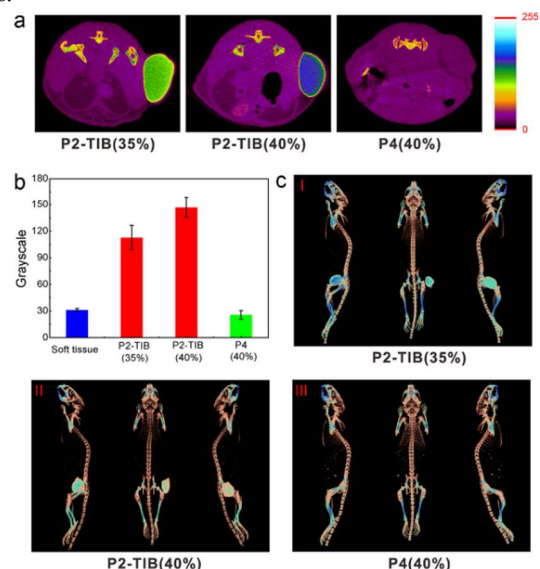 a
255
0
P2-TIB(35%)
P2-TIB(40%)
P4(40%)
b
180
150
120
90
60
30
0
Grayscale
Soft tissue
P2-TIB
(35%)
P2-TIB
(40%)
P4
(40%)
c
I
P2-TIB(35%)
II
P2-TIB(40%)
III
P4(40%)